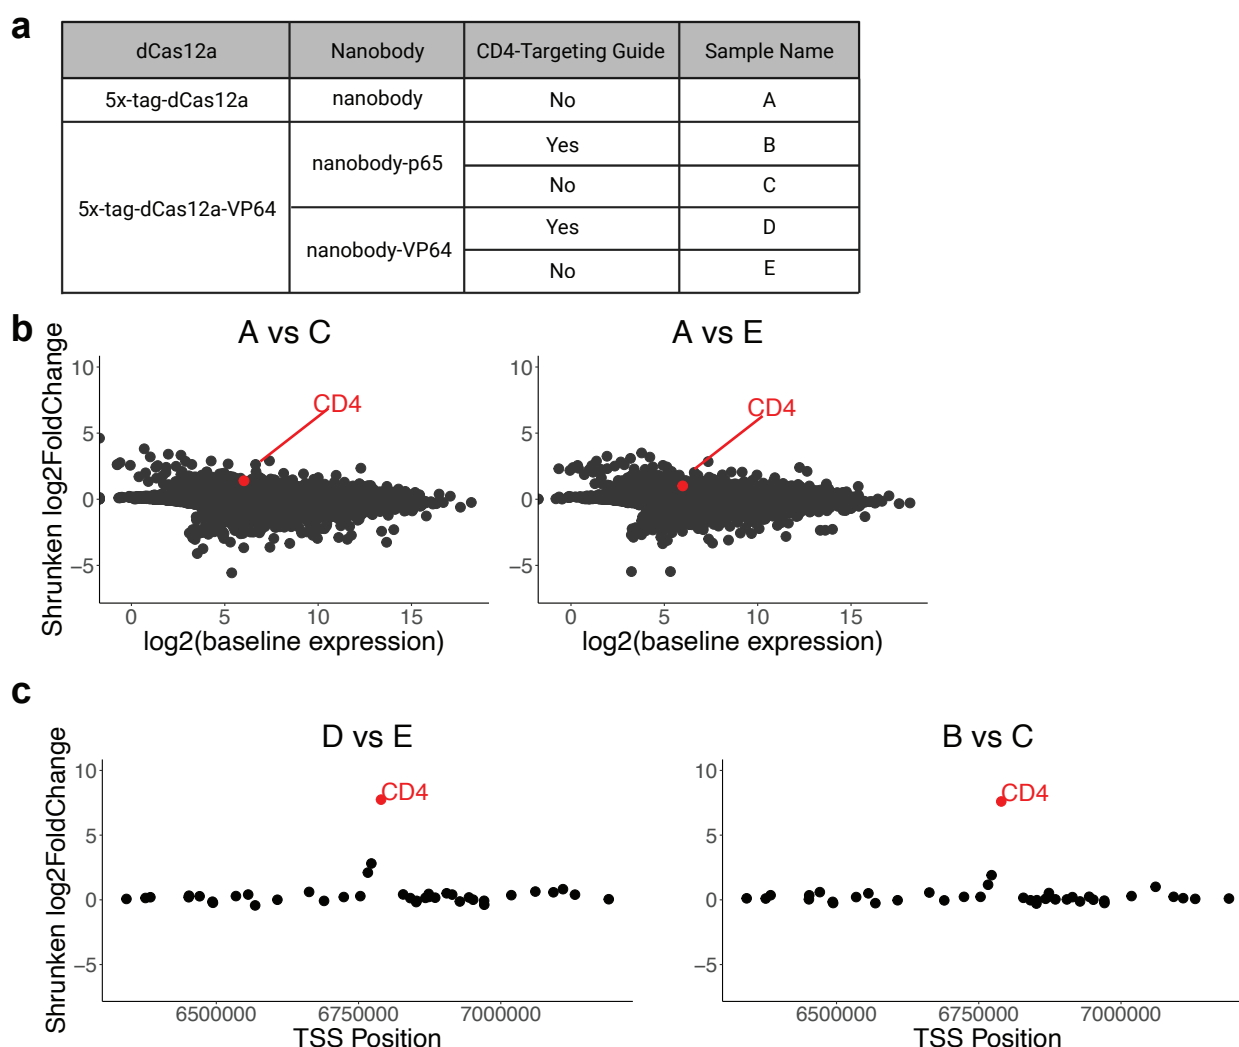 a
dCas12a Nanobody CD4-Targeting Guide Sample Name
5x-tag-dCas12a nanobody No A
5x-tag-dCas12a-VP64 nanobody-p65 Yes B
No C
nanobody-VP64 Yes D
No E
b
A vs C
A vs E
Shrunken log2FoldChange
10
5
0
−5
CD4
0 5 10 15
log2(baseline expression)
10
5
0
−5
CD4
0 5 10 15
log2(baseline expression)
c
D vs E
B vs C
Shrunken log2FoldChange
10
5
0
−5
CD4
6500000 6750000 7000000
TSS Position
10
5
0
−5
CD4
6500000 6750000 7000000
TSS Position